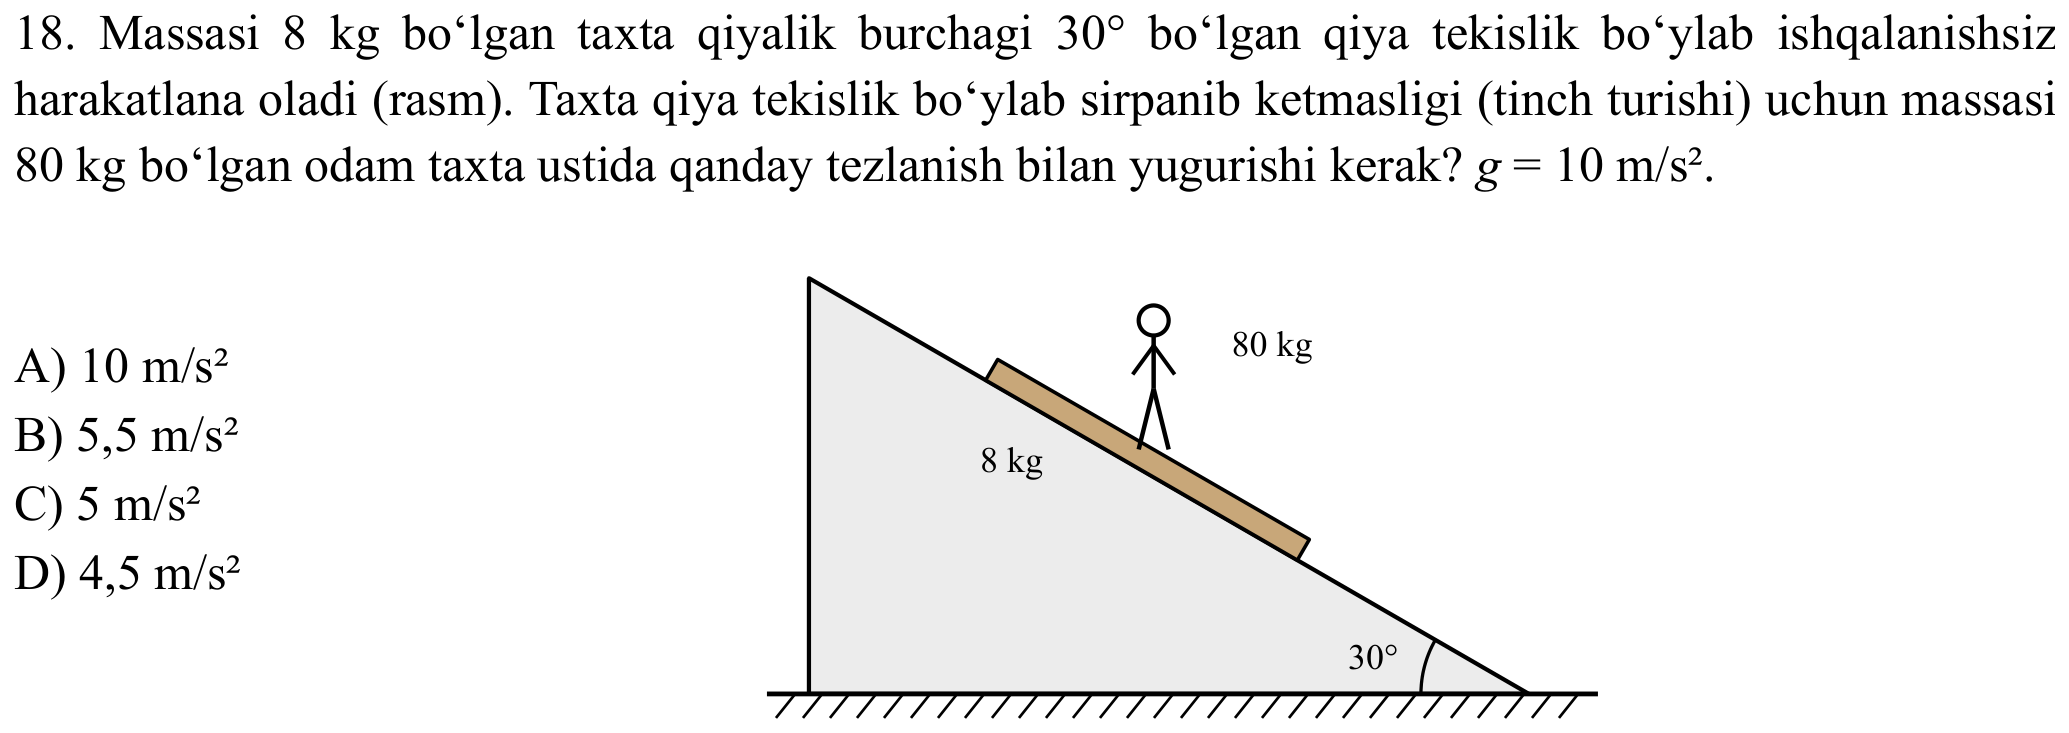 18. Massasi 8 kg bo‘lgan taxta qiyalik burchagi 30° bo‘lgan qiya tekislik bo‘ylab ishqalanishsiz
harakatlana oladi (rasm). Taxta qiya tekislik bo‘ylab sirpanib ketmasligi (tinch turishi) uchun massasi
80 kg bo‘lgan odam taxta ustida qanday tezlanish bilan yugurishi kerak? g = 10 m/s².
A) 10 m/s²
B) 5,5 m/s²
C) 5 m/s²
D) 4,5 m/s²
80 kg
8 kg
30°